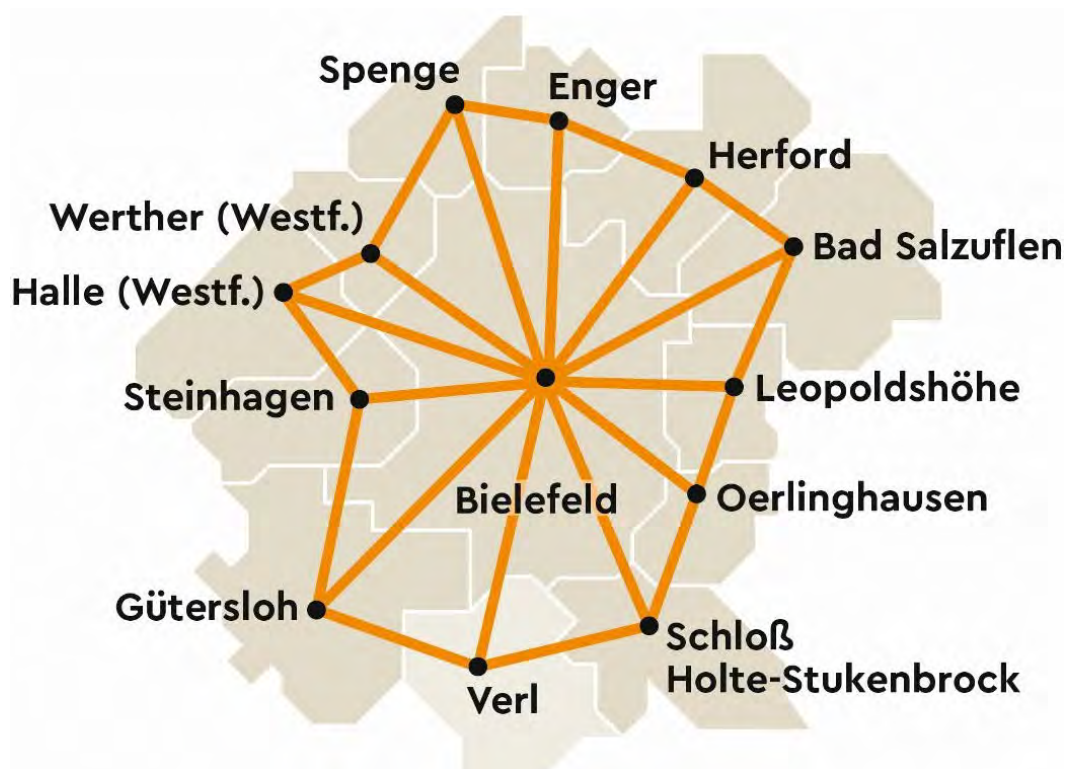 Spenge
Enger
Herford
Werther (Westf.)
Bad Salzuflen
Halle (Westf.)
Steinhagen
Leopoldshöhe
Bielefeld
Oerlinghausen
Gütersloh
Schloß
Holte-Stukenbrock
Verl